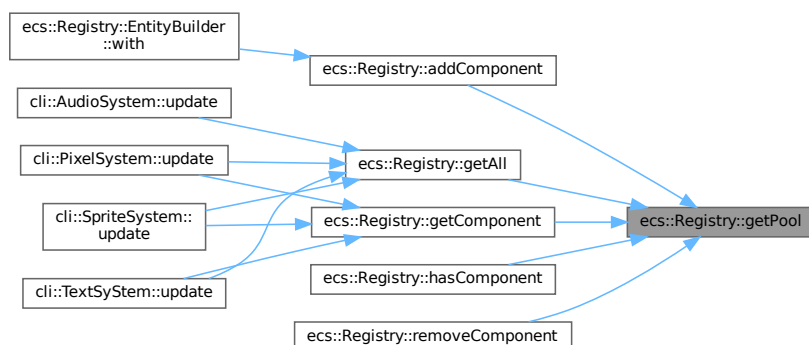 ecs::Registry::EntityBuilder
::with
ecs::Registry::addComponent
cli::AudioSystem::update
cli::PixelSystem::update
ecs::Registry::getAll
cli::SpriteSystem::
update
ecs::Registry::getComponent
ecs::Registry::getPool
cli::TextSyStem::update
ecs::Registry::hasComponent
ecs::Registry::removeComponent